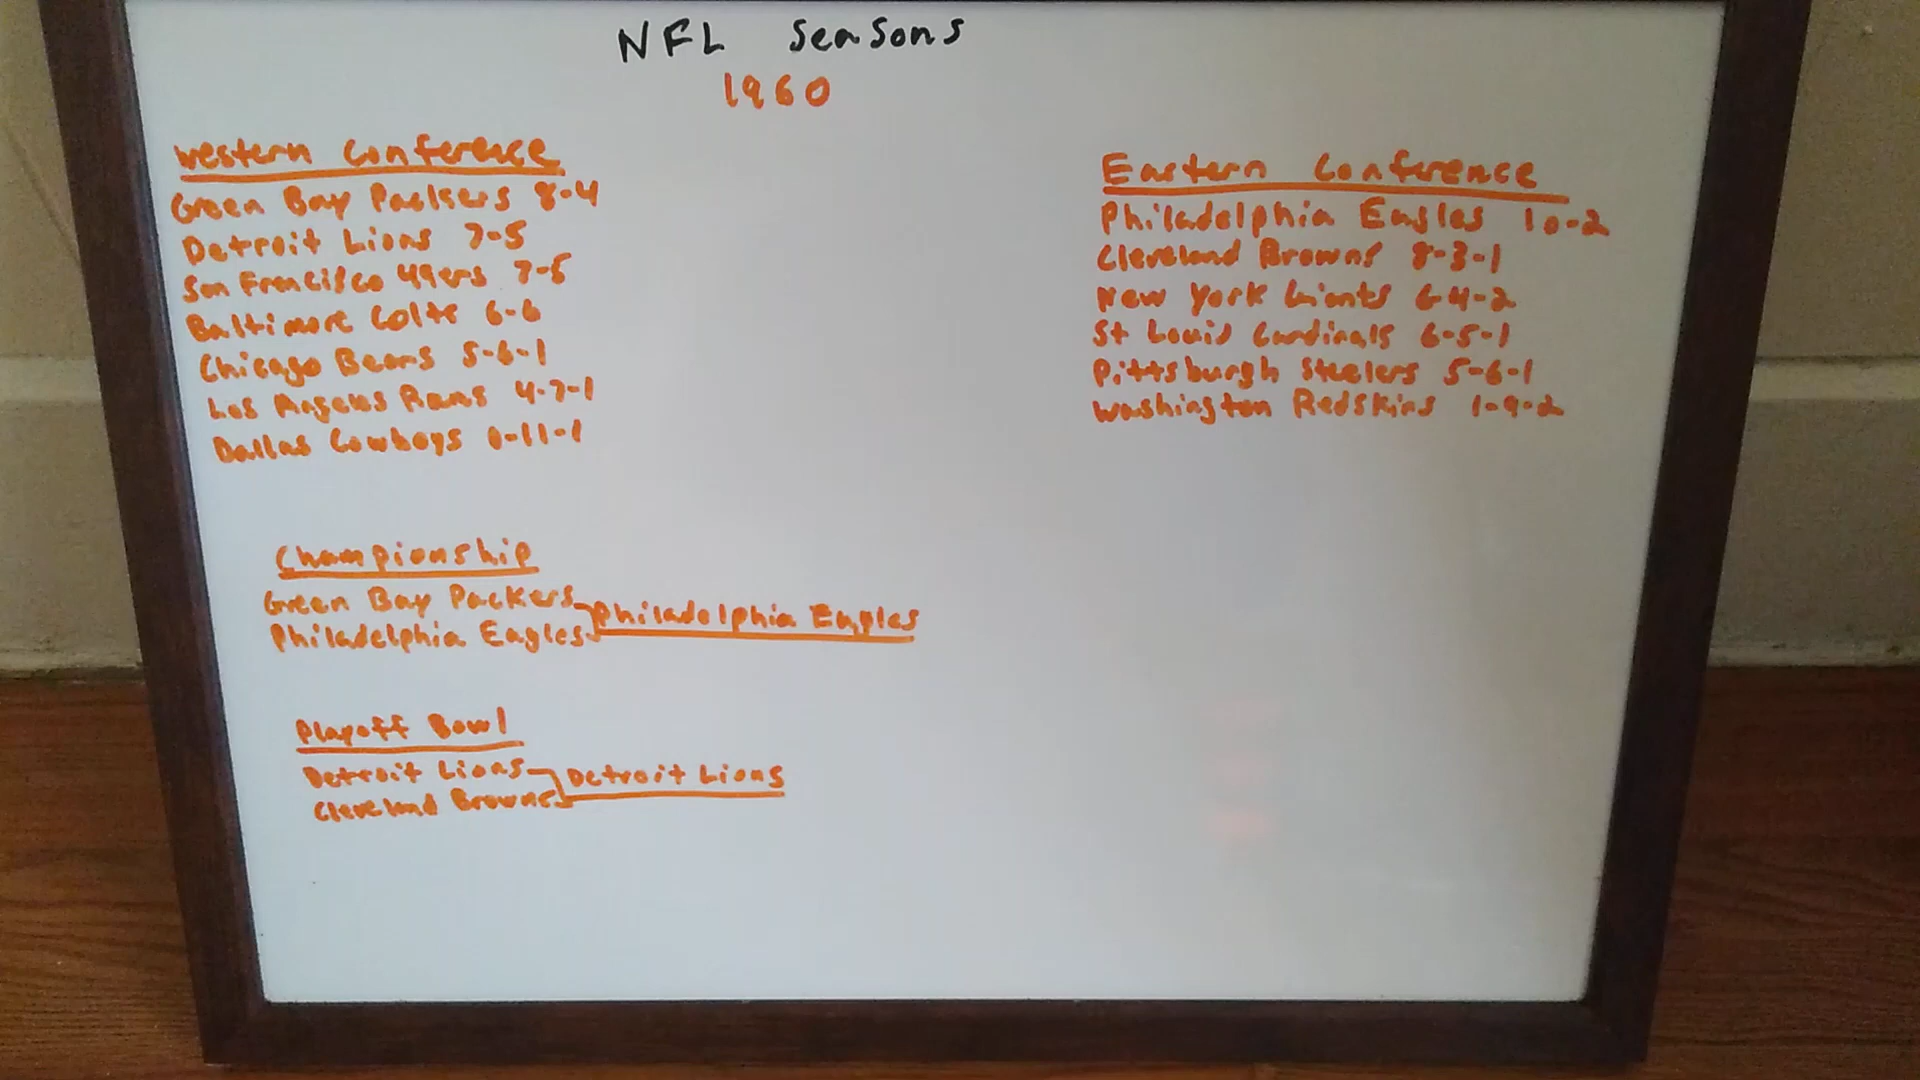 NFL Seasons
1960
Western Conference
Green Bay Packers 8-4
Detroit Lions 7-5
San Francisco 49ers 7-5
Baltimore Colts 6-6
Chicago Bears 5-6-1
Los Angeles Rams 4-7-1
Dallas Cowboys 0-11-1
Eastern Conference
Philadelphia Eagles 10-2
Cleveland Browns 8-3-1
New York Giants 6-4-2
St Louis Cardinals 6-5-1
Pittsburgh Steelers 5-6-1
Washington Redskins 1-9-2
Championship
Green Bay Packers
Philadelphia Eagles
Philadelphia Eagles
Playoff Bowl
Detroit Lions
Cleveland Browns
Detroit Lions